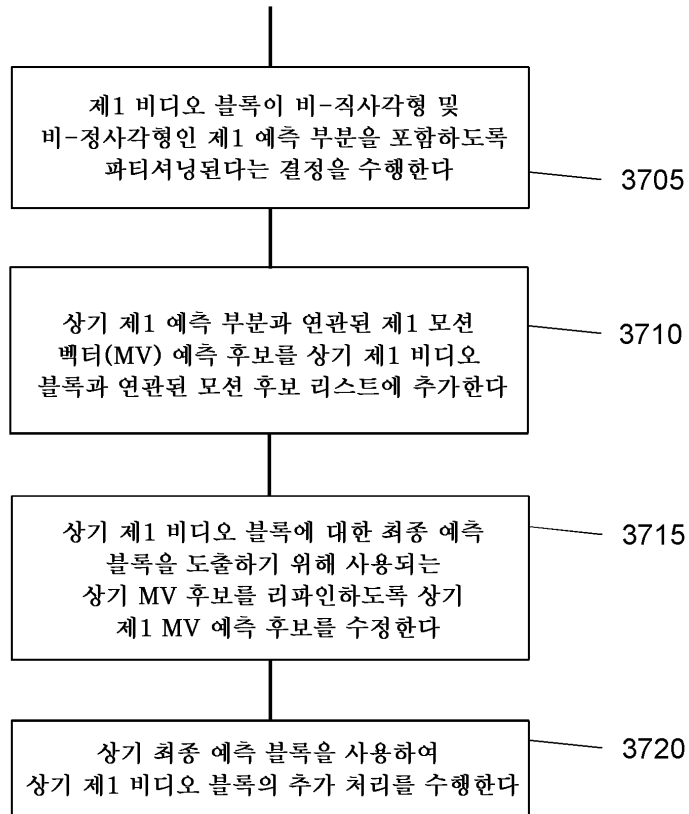 제1 비디오 블록이 비-직사각형 및
비-정사각형인 제1 예측 부분을 포함하도록
파티셔닝된다는 결정을 수행한다
3705
상기 제1 예측 부분과 연관된 제1 모션
벡터(MV) 예측 후보를 상기 제1 비디오
블록과 연관된 모션 후보 리스트에 추가한다
3710
상기 제1 비디오 블록에 대한 최종 예측
블록을 도출하기 위해 사용되는
상기 MV 후보를 리파인하도록 상기
제1 MV 예측 후보를 수정한다
3715
상기 최종 예측 블록을 사용하여
상기 제1 비디오 블록의 추가 처리를 수행한다
3720